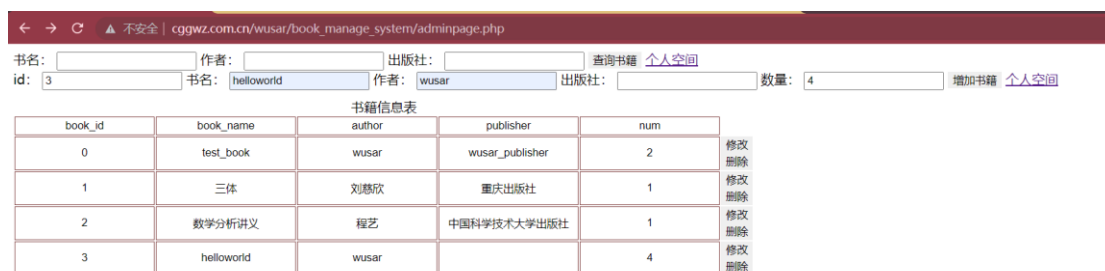 不安全 | cggwz.com.cn/wusar/book_manage_system/adminpage.php
书名： 作者： 出版社： 查询书籍 个人空间
id： 3 书名： helloworld 作者： wusar 出版社： 数量： 4 增加书籍 个人空间
书籍信息表
book_id book_name author publisher num
0 test_book wusar wusar_publisher 2 修改
删除
1 三体 刘慈欣 重庆出版社 1 修改
删除
2 数学分析讲义 程艺 中国科学技术大学出版社 1 修改
删除
3 helloworld wusar 4 修改
删除